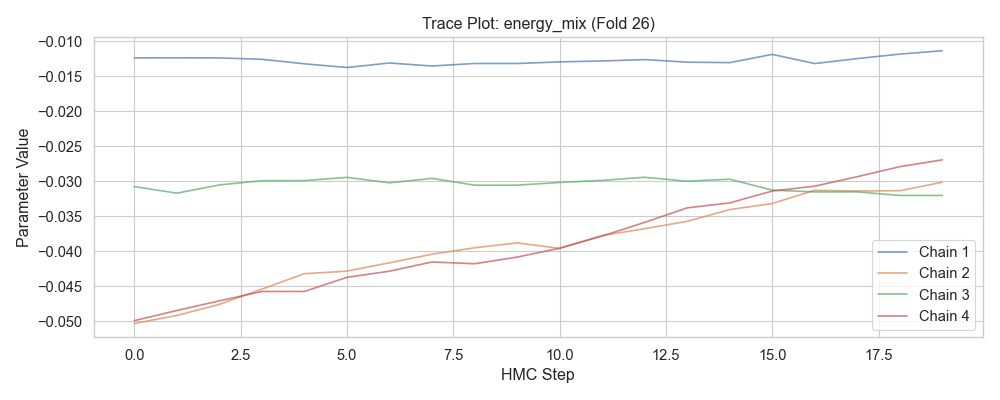 Trace Plot: energy_mix (Fold 26)
Parameter Value
−0.010
−0.015
−0.020
−0.025
−0.030
−0.035
−0.040
−0.045
−0.050
Chain 1
Chain 2
Chain 3
Chain 4
0.0 2.5 5.0 7.5 10.0 12.5 15.0 17.5
HMC Step